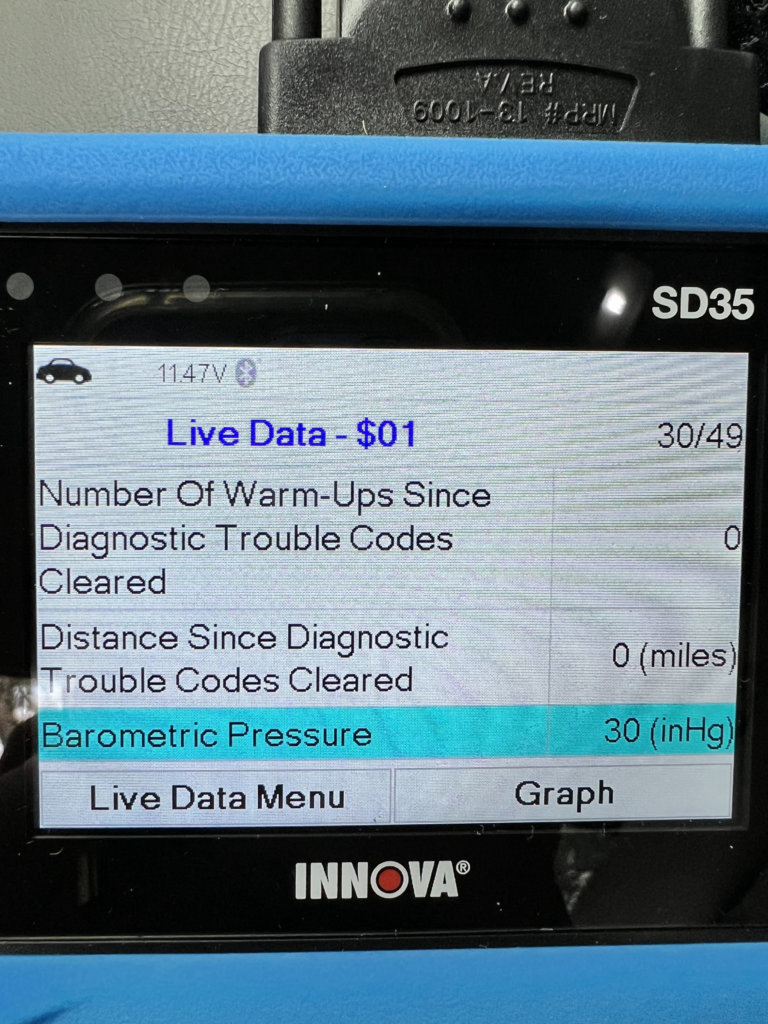 MRP# 13-1009
REV.A
SD35
11.47V
Live Data - $01
30/49
Number Of Warm-Ups Since
Diagnostic Trouble Codes
Cleared
0
Distance Since Diagnostic
Trouble Codes Cleared
0 (miles)
Barometric Pressure
30 (inHg)
Live Data Menu
Graph
INNOVA®